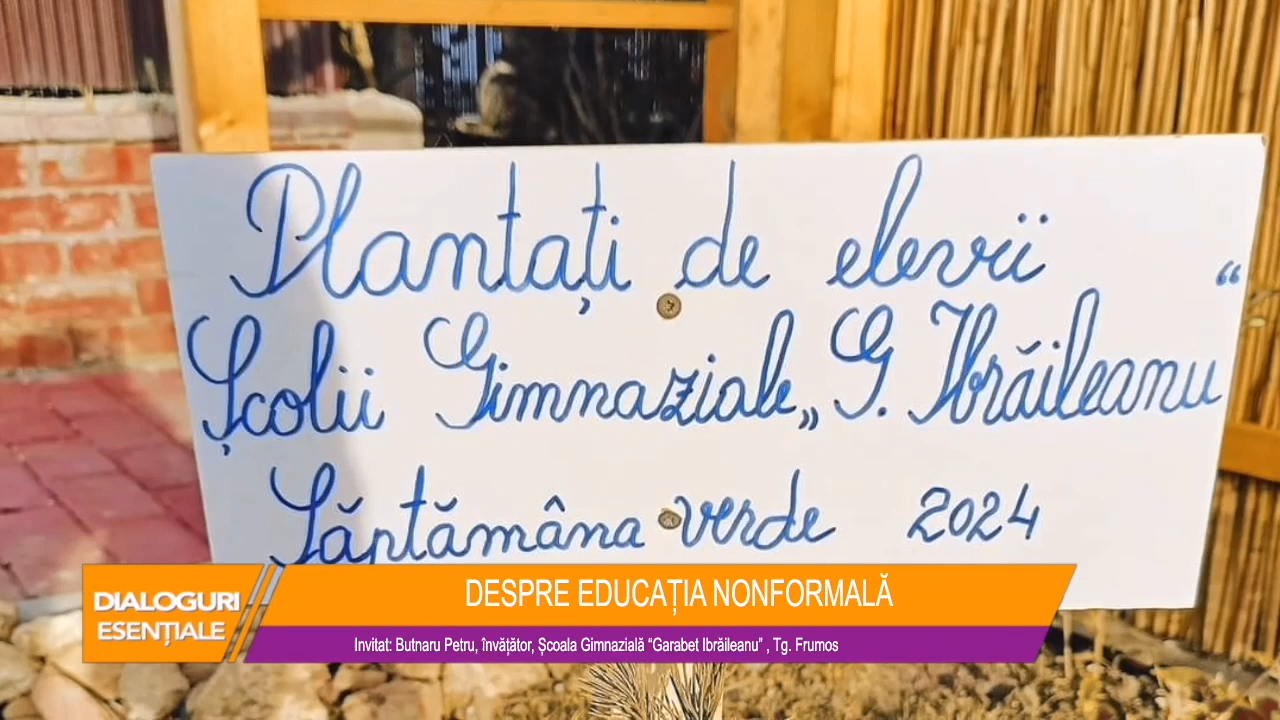 Plantați de elevii
Școlii Gimnaziale „G. Ibrăileanu“
Săptămâna verde 2024
DIALOGURI
ESENȚIALE
DESPRE EDUCAȚIA NONFORMALĂ
Invitat: Butnaru Petru, învățător, Școala Gimnazială “Garabet Ibrăileanu” , Tg. Frumos